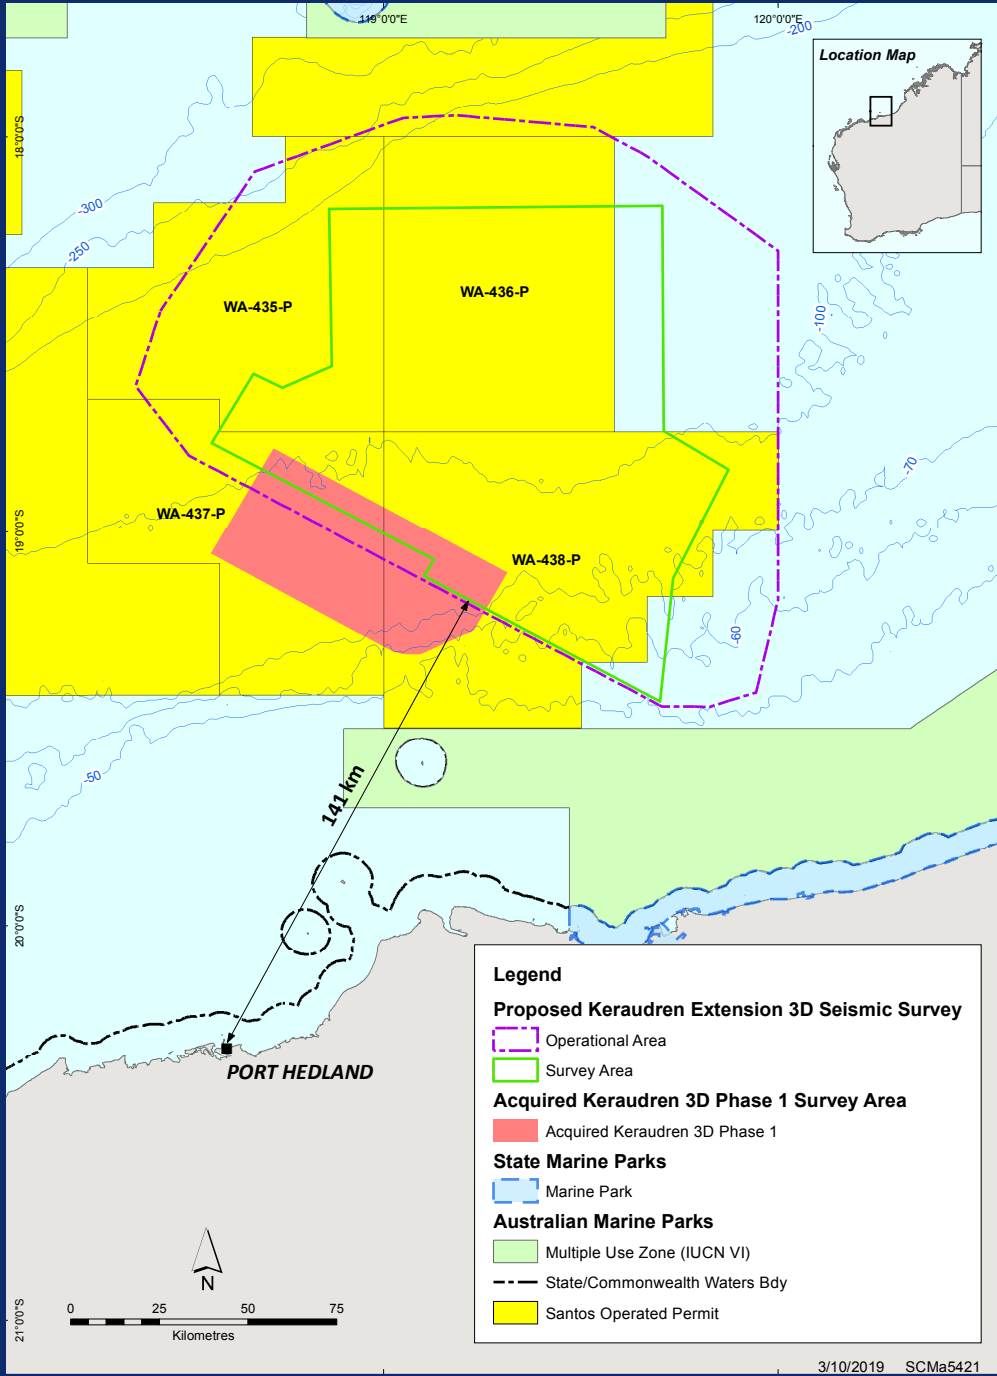 119°0'0"E
120°0'0"E
-200
Location Map
18°0'0"S
-300
-250
WA-435-P
WA-436-P
-100
-70
19°0'0"S
WA-437-P
WA-438-P
-60
-50
141 km
20°0'0"S
PORT HEDLAND
Legend
Proposed Keraudren Extension 3D Seismic Survey
Operational Area
Survey Area
Acquired Keraudren 3D Phase 1 Survey Area
Acquired Keraudren 3D Phase 1
State Marine Parks
Marine Park
Australian Marine Parks
Multiple Use Zone (IUCN VI)
State/Commonwealth Waters Bdy
Santos Operated Permit
N
0 25 50 75
Kilometres
21°0'0"S
3/10/2019 SCMa5421